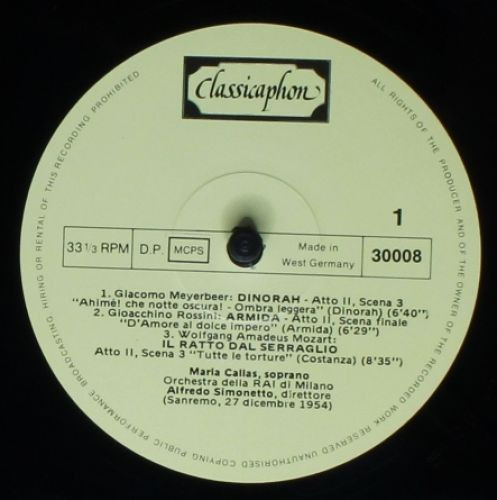 Classicaphon
ALL RIGHTS OF THE PRODUCER AND OF THE OWNER OF THE RECORDED WORK RESERVED UNAUTHORISED COPYING PUBLIC PERFORMANCE BROADCASTING HIRING OR RENTAL OF THIS RECORDING PROHIBITED
1
33 1/3 RPM D.P. MCPS Made in
West Germany 30008
1. Giacomo Meyerbeer: DINORAH - Atto II, Scena 3
"Ahimè! che notte oscura! - Ombra leggera" (Dinorah) (6'40")
2. Gioacchino Rossini: ARMIDA - Atto II, Scena finale
"D'Amore al dolce impero" (Armida) (6'29")
3. Wolfgang Amadeus Mozart:
IL RATTO DAL SERRAGLIO
Atto II, Scena 3 "Tutte le torture" (Costanza) (8'35")
Maria Callas, soprano
Orchestra della RAI di Milano
Alfredo Simonetto, direttore
(Sanremo, 27 dicembre 1954)